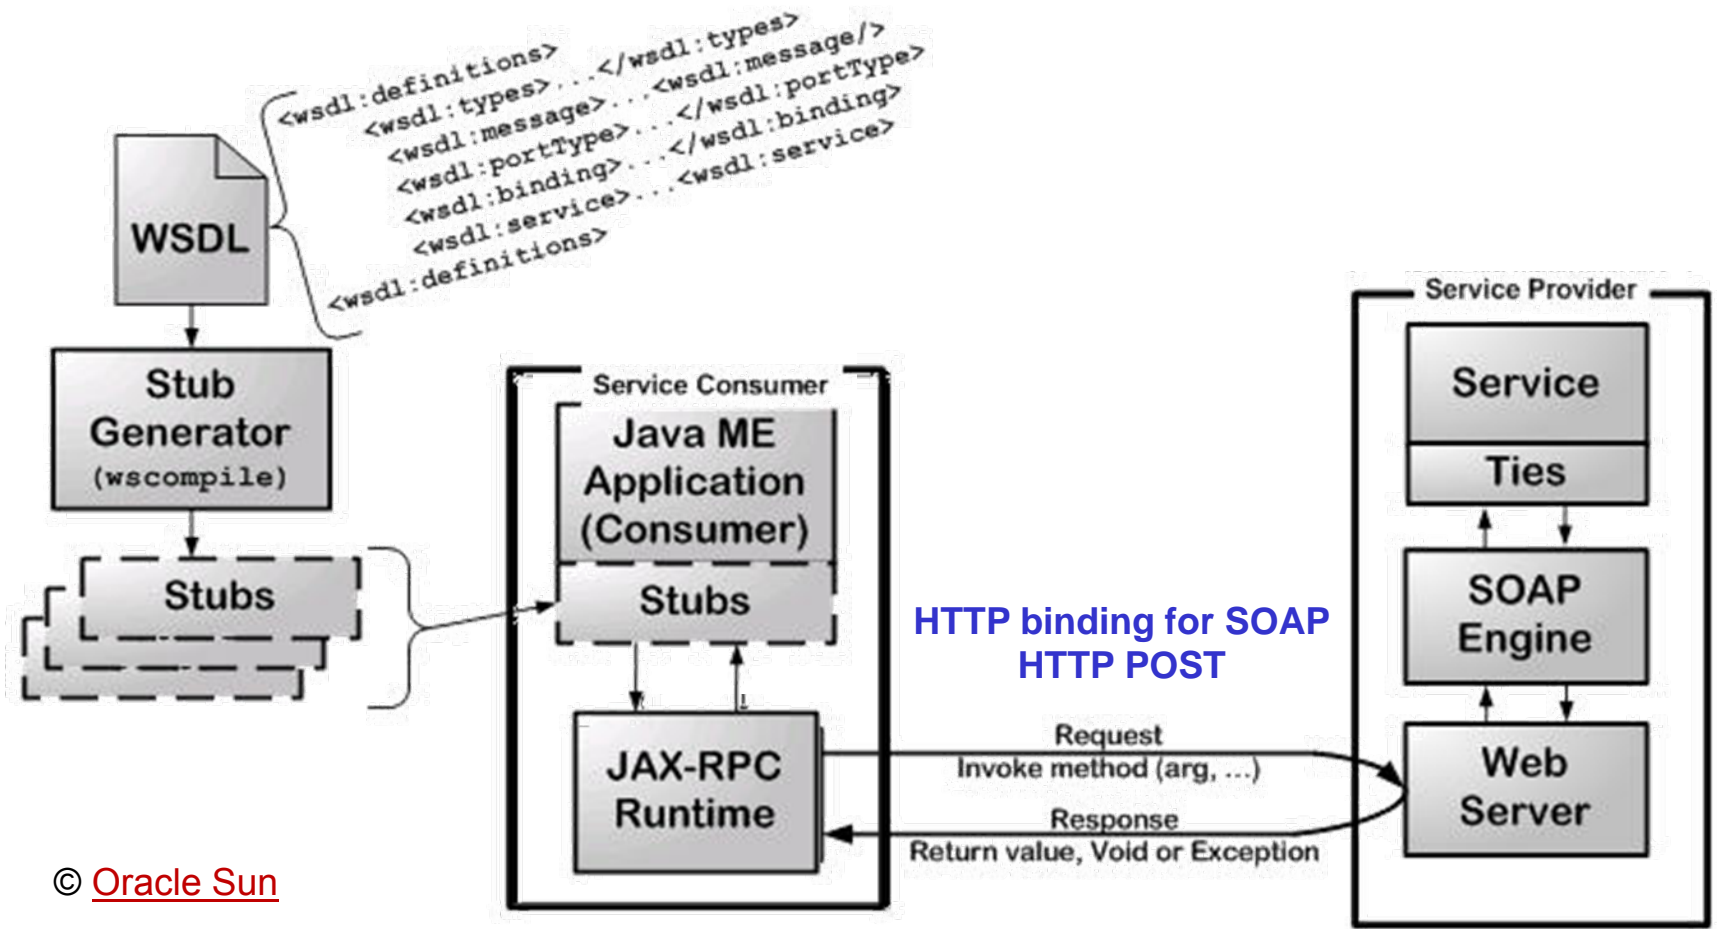 <wsdl:definitions>
<wsdl:types>...</wsdl:types>
<wsdl:message>...<wsdl:message/>
<wsdl:portType>...</wsdl:portType>
<wsdl:binding>...</wsdl:binding>
<wsdl:service>...<wsdl:service>
<wsdl:definitions>
WSDL
Stub
Generator
(wscompile)
Stubs
Service Consumer
Java ME
Application
(Consumer)
Stubs
JAX-RPC
Runtime
HTTP binding for SOAP
HTTP POST
Request
Invoke method (arg, ...)
Response
Return value, Void or Exception
Service Provider
Service
Ties
SOAP
Engine
Web
Server
© Oracle Sun